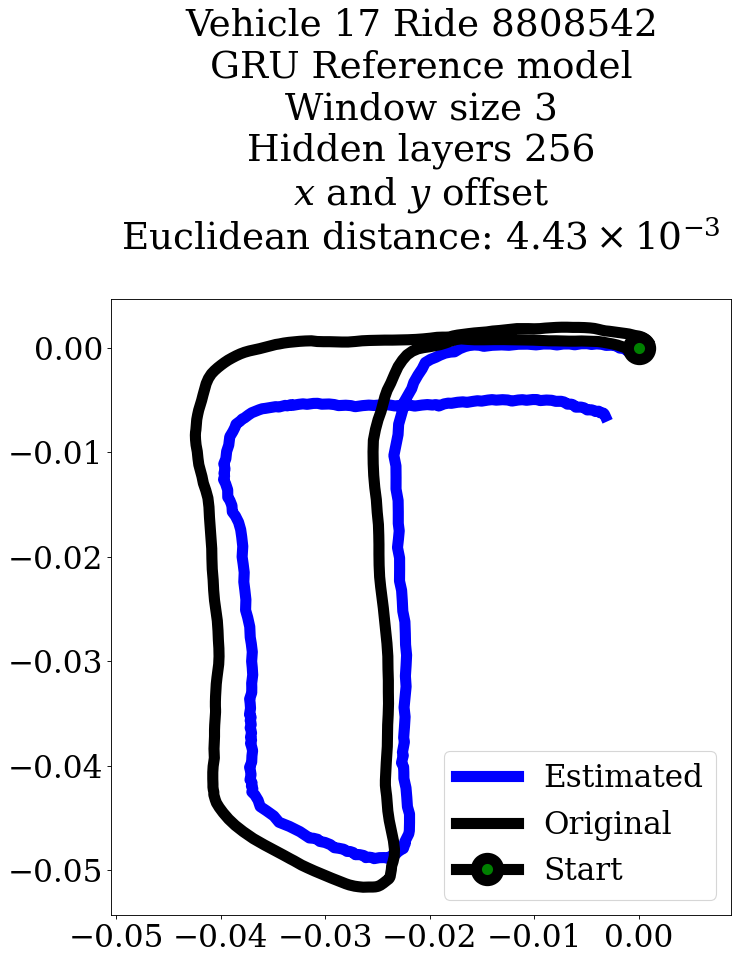 Vehicle 17 Ride 8808542
GRU Reference model
Window size 3
Hidden layers 256
x and y offset
Euclidean distance: 4.43 × 10⁻³
0.00
−0.01
−0.02
−0.03
−0.04
−0.05
Estimated
Original
Start
−0.05 −0.04 −0.03 −0.02 −0.01 0.00